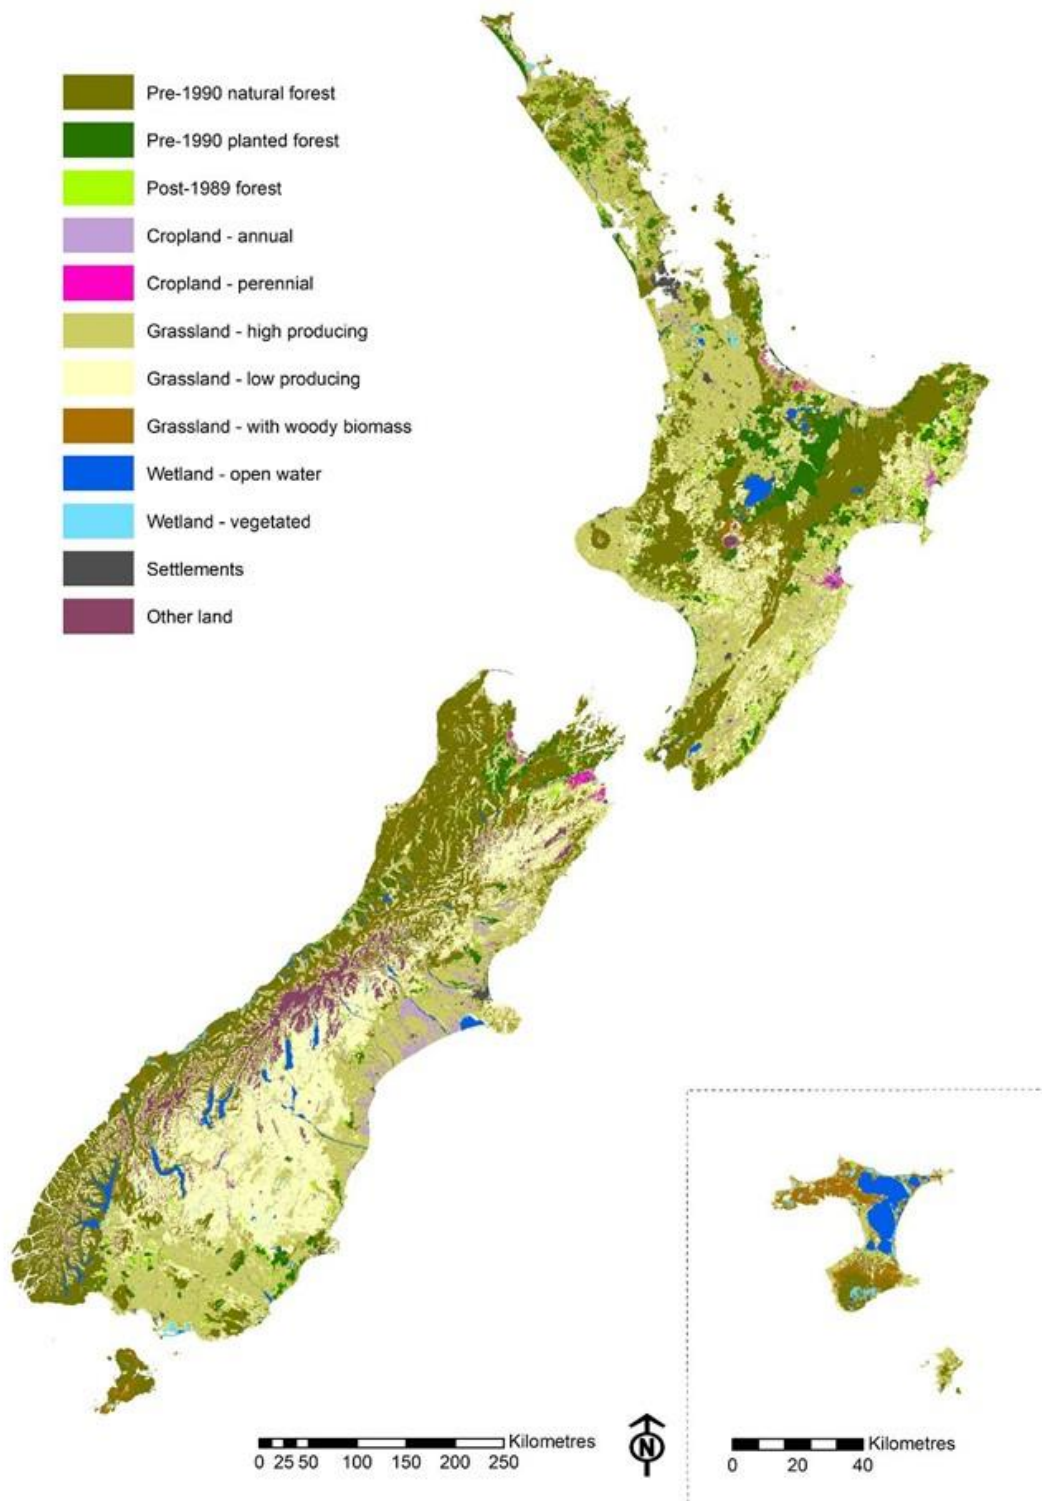 Pre-1990 natural forest
Pre-1990 planted forest
Post-1989 forest
Cropland - annual
Cropland - perennial
Grassland - high producing
Grassland - low producing
Grassland - with woody biomass
Wetland - open water
Wetland - vegetated
Settlements
Other land
Kilometres
0 25 50 100 150 200 250
N
Kilometres
0 20 40